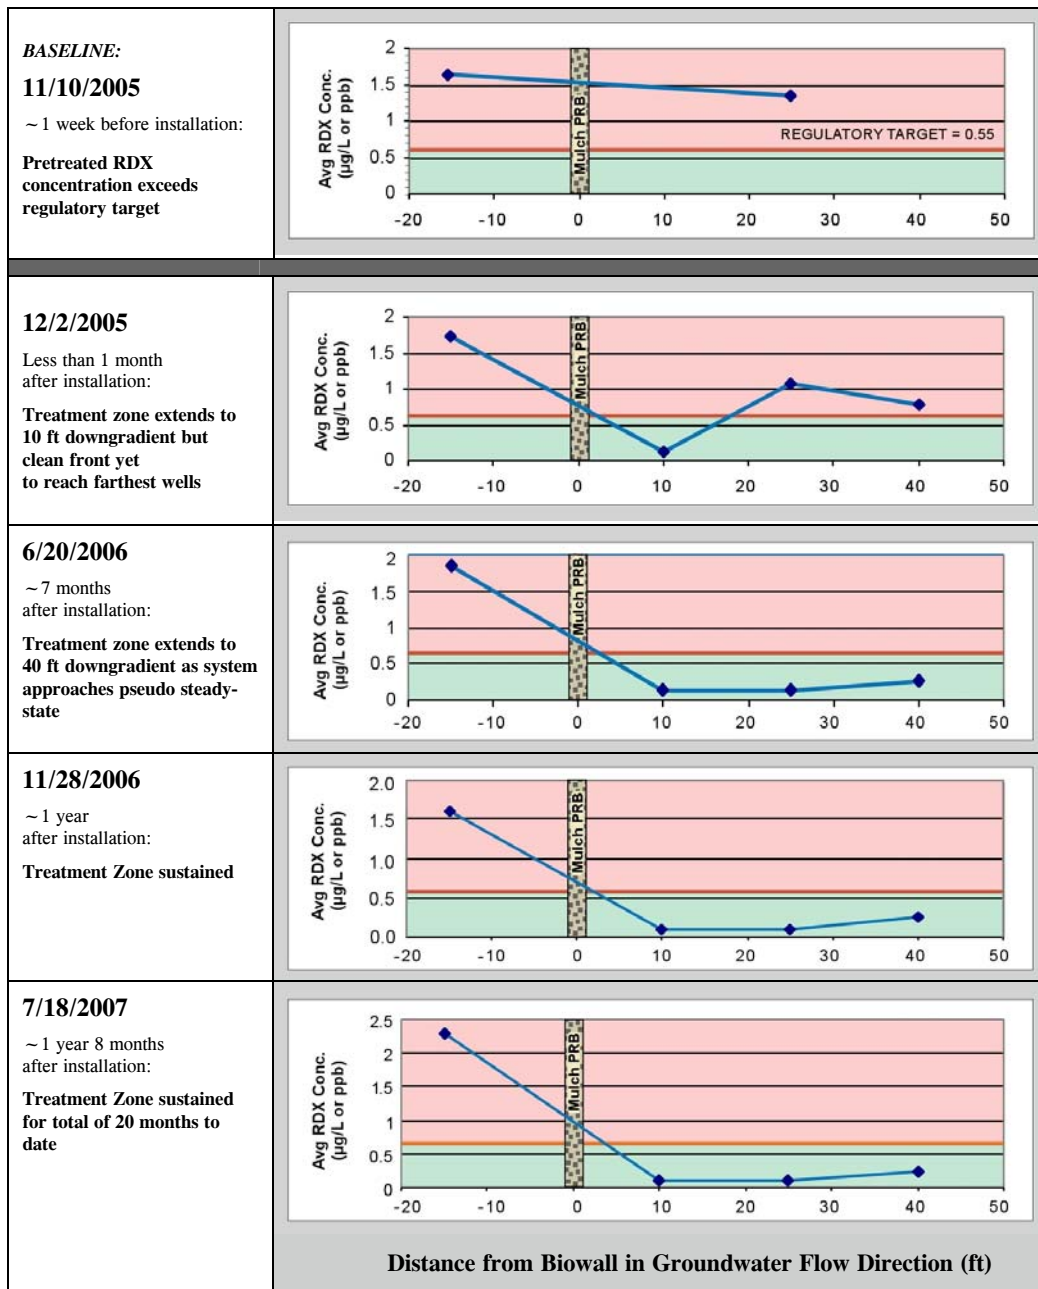 BASELINE:
11/10/2005
~ 1 week before installation:
Pretreated RDX
concentration exceeds
regulatory target
Avg RDX Conc.
(µg/L or ppb)
2
1.5
1
0.5
0
Mulch PRB
REGULATORY TARGET = 0.55
-20 -10 0 10 20 30 40 50
12/2/2005
Less than 1 month
after installation:
Treatment zone extends to
10 ft downgradient but
clean front yet
to reach farthest wells
Avg RDX Conc.
(µg/L or ppb)
2
1.5
1
0.5
0
Mulch PRB
-20 -10 0 10 20 30 40 50
6/20/2006
~ 7 months
after installation:
Treatment zone extends to
40 ft downgradient as system
approaches pseudo steady-
state
Avg RDX Conc.
(µg/L or ppb)
2
1.5
1
0.5
0
Mulch PRB
-20 -10 0 10 20 30 40 50
11/28/2006
~ 1 year
after installation:
Treatment Zone sustained
Avg RDX Conc.
(µg/L or ppb)
2.0
1.5
1.0
0.5
0.0
Mulch PRB
-20 -10 0 10 20 30 40 50
7/18/2007
~ 1 year 8 months
after installation:
Treatment Zone sustained
for total of 20 months to
date
Avg RDX Conc.
(µg/L or ppb)
2.5
2
1.5
1
0.5
0
Mulch PRB
-20 -10 0 10 20 30 40 50
Distance from Biowall in Groundwater Flow Direction (ft)